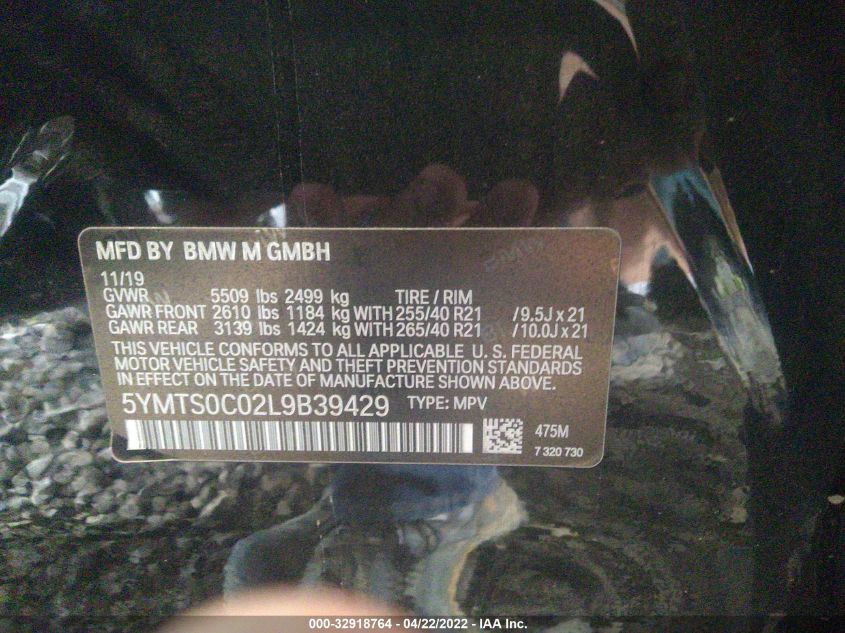 MFD BY BMW M GMBH
11/19
GVWR 5509 lbs 2499 kg TIRE / RIM
GAWR FRONT 2610 lbs 1184 kg WITH 255/40 R21 / 9.5J x 21
GAWR REAR 3139 lbs 1424 kg WITH 265/40 R21 / 10.0J x 21
THIS VEHICLE CONFORMS TO ALL APPLICABLE U. S. FEDERAL
MOTOR VEHICLE SAFETY AND THEFT PREVENTION STANDARDS
IN EFFECT ON THE DATE OF MANUFACTURE SHOWN ABOVE.
5YMTS0C02L9B39429 TYPE: MPV
475M
7 320 730
000-32918764 - 04/22/2022 - IAA Inc.